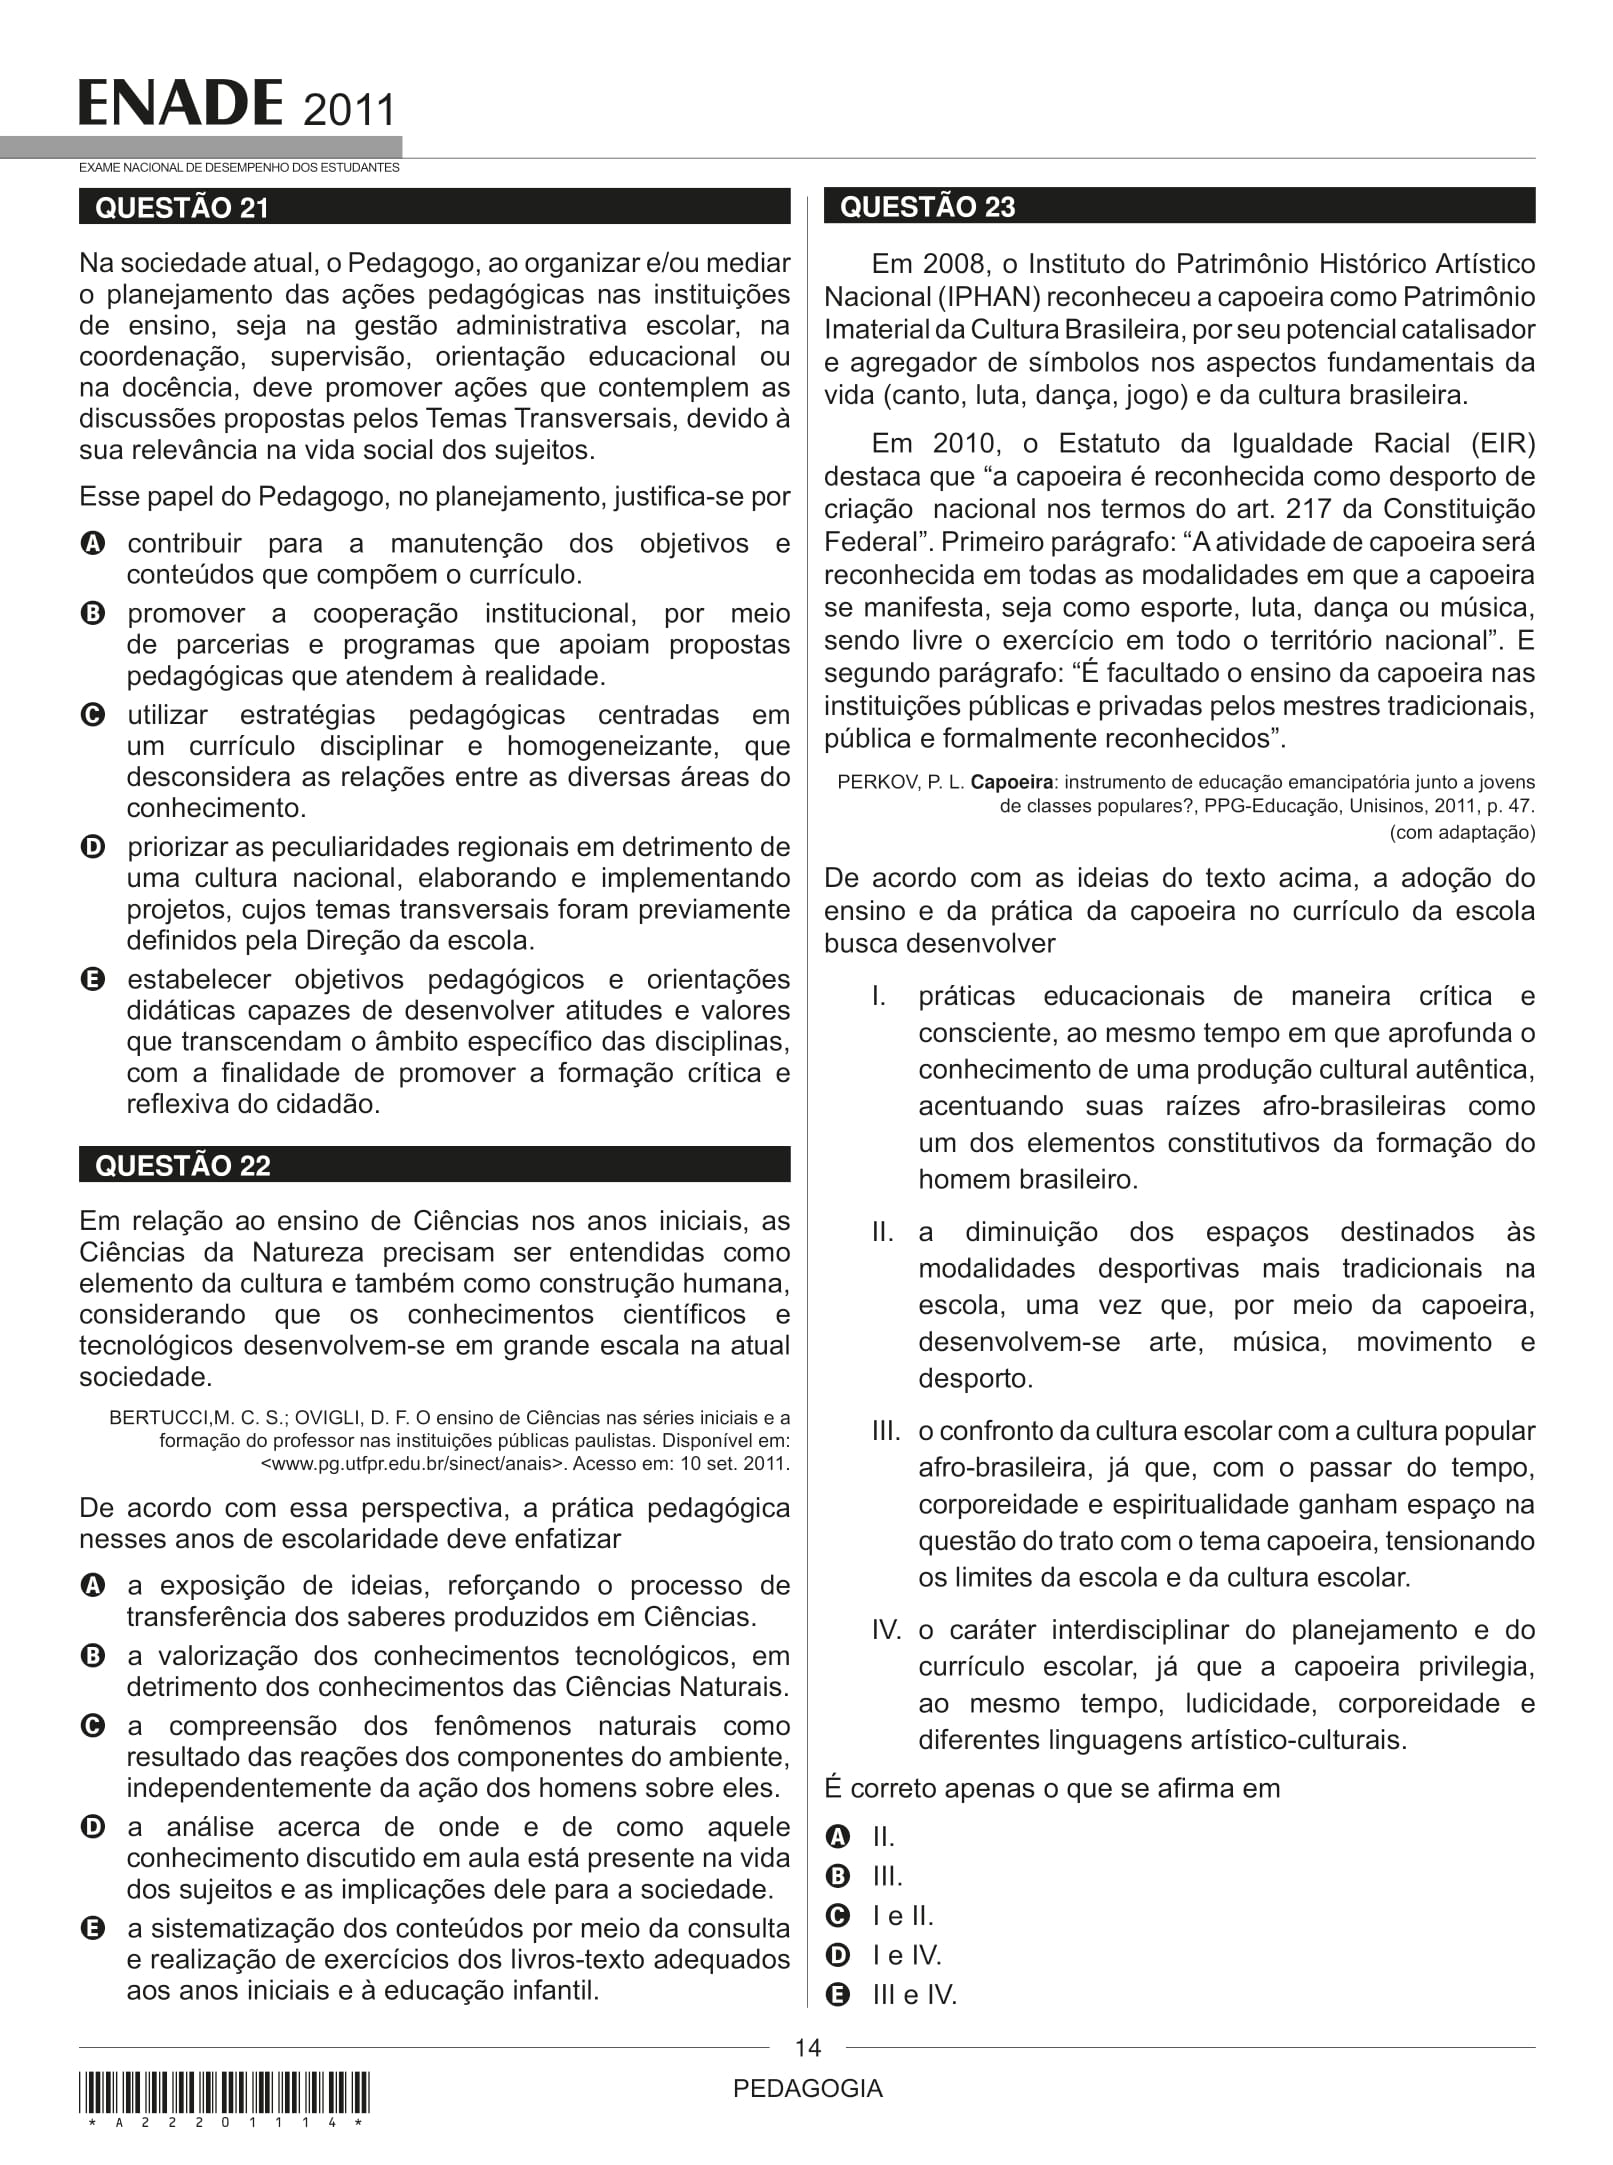 ENADE 2011
EXAME NACIONAL DE DESEMPENHO DOS ESTUDANTES
QUESTÃO 21
Na sociedade atual, o Pedagogo, ao organizar e/ou mediar
o planejamento das ações pedagógicas nas instituições
de ensino, seja na gestão administrativa escolar, na
coordenação, supervisão, orientação educacional ou
na docência, deve promover ações que contemplem as
discussões propostas pelos Temas Transversais, devido à
sua relevância na vida social dos sujeitos.
Esse papel do Pedagogo, no planejamento, justifica-se por
A contribuir para a manutenção dos objetivos e
conteúdos que compõem o currículo.
B promover a cooperação institucional, por meio
de parcerias e programas que apoiam propostas
pedagógicas que atendem à realidade.
C utilizar estratégias pedagógicas centradas em
um currículo disciplinar e homogeneizante, que
desconsidera as relações entre as diversas áreas do
conhecimento.
D priorizar as peculiaridades regionais em detrimento de
uma cultura nacional, elaborando e implementando
projetos, cujos temas transversais foram previamente
definidos pela Direção da escola.
E estabelecer objetivos pedagógicos e orientações
didáticas capazes de desenvolver atitudes e valores
que transcendam o âmbito específico das disciplinas,
com a finalidade de promover a formação crítica e
reflexiva do cidadão.
QUESTÃO 22
Em relação ao ensino de Ciências nos anos iniciais, as
Ciências da Natureza precisam ser entendidas como
elemento da cultura e também como construção humana,
considerando que os conhecimentos científicos e
tecnológicos desenvolvem-se em grande escala na atual
sociedade.
BERTUCCI,M. C. S.; OVIGLI, D. F. O ensino de Ciências nas séries iniciais e a
formação do professor nas instituições públicas paulistas. Disponível em:
<www.pg.utfpr.edu.br/sinect/anais>. Acesso em: 10 set. 2011.
De acordo com essa perspectiva, a prática pedagógica
nesses anos de escolaridade deve enfatizar
A a exposição de ideias, reforçando o processo de
transferência dos saberes produzidos em Ciências.
B a valorização dos conhecimentos tecnológicos, em
detrimento dos conhecimentos das Ciências Naturais.
C a compreensão dos fenômenos naturais como
resultado das reações dos componentes do ambiente,
independentemente da ação dos homens sobre eles.
D a análise acerca de onde e de como aquele
conhecimento discutido em aula está presente na vida
dos sujeitos e as implicações dele para a sociedade.
E a sistematização dos conteúdos por meio da consulta
e realização de exercícios dos livros-texto adequados
aos anos iniciais e à educação infantil.
QUESTÃO 23
Em 2008, o Instituto do Patrimônio Histórico Artístico
Nacional (IPHAN) reconheceu a capoeira como Patrimônio
Imaterial da Cultura Brasileira, por seu potencial catalisador
e agregador de símbolos nos aspectos fundamentais da
vida (canto, luta, dança, jogo) e da cultura brasileira.
Em 2010, o Estatuto da Igualdade Racial (EIR)
destaca que “a capoeira é reconhecida como desporto de
criação nacional nos termos do art. 217 da Constituição
Federal”. Primeiro parágrafo: “A atividade de capoeira será
reconhecida em todas as modalidades em que a capoeira
se manifesta, seja como esporte, luta, dança ou música,
sendo livre o exercício em todo o território nacional”. E
segundo parágrafo: “É facultado o ensino da capoeira nas
instituições públicas e privadas pelos mestres tradicionais,
pública e formalmente reconhecidos”.
PERKOV, P. L. Capoeira: instrumento de educação emancipatória junto a jovens
de classes populares?, PPG-Educação, Unisinos, 2011, p. 47.
(com adaptação)
De acordo com as ideias do texto acima, a adoção do
ensino e da prática da capoeira no currículo da escola
busca desenvolver
I. práticas educacionais de maneira crítica e
consciente, ao mesmo tempo em que aprofunda o
conhecimento de uma produção cultural autêntica,
acentuando suas raízes afro-brasileiras como
um dos elementos constitutivos da formação do
homem brasileiro.
II. a diminuição dos espaços destinados às
modalidades desportivas mais tradicionais na
escola, uma vez que, por meio da capoeira,
desenvolvem-se arte, música, movimento e
desporto.
III. o confronto da cultura escolar com a cultura popular
afro-brasileira, já que, com o passar do tempo,
corporeidade e espiritualidade ganham espaço na
questão do trato com o tema capoeira, tensionando
os limites da escola e da cultura escolar.
IV. o caráter interdisciplinar do planejamento e do
currículo escolar, já que a capoeira privilegia,
ao mesmo tempo, ludicidade, corporeidade e
diferentes linguagens artístico-culturais.
É correto apenas o que se afirma em
A II.
B III.
C I e II.
D I e IV.
E III e IV.
14
PEDAGOGIA
*A22201114*